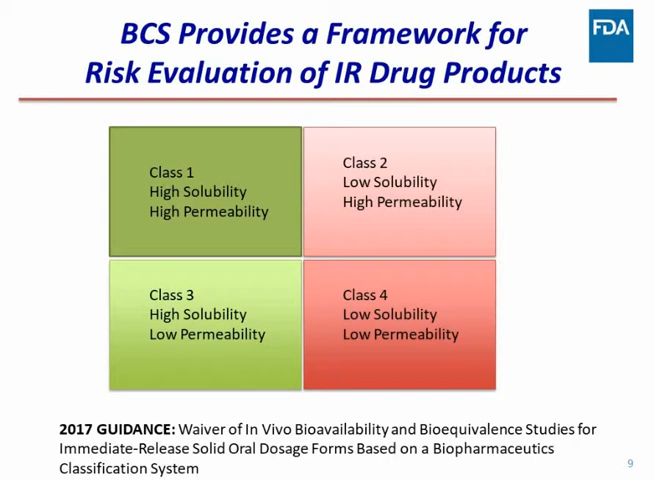 BCS Provides a Framework for
Risk Evaluation of IR Drug Products
FDA
Class 1
High Solubility
High Permeability
Class 2
Low Solubility
High Permeability
Class 3
High Solubility
Low Permeability
Class 4
Low Solubility
Low Permeability
2017 GUIDANCE: Waiver of In Vivo Bioavailability and Bioequivalence Studies for
Immediate-Release Solid Oral Dosage Forms Based on a Biopharmaceutics
Classification System
9